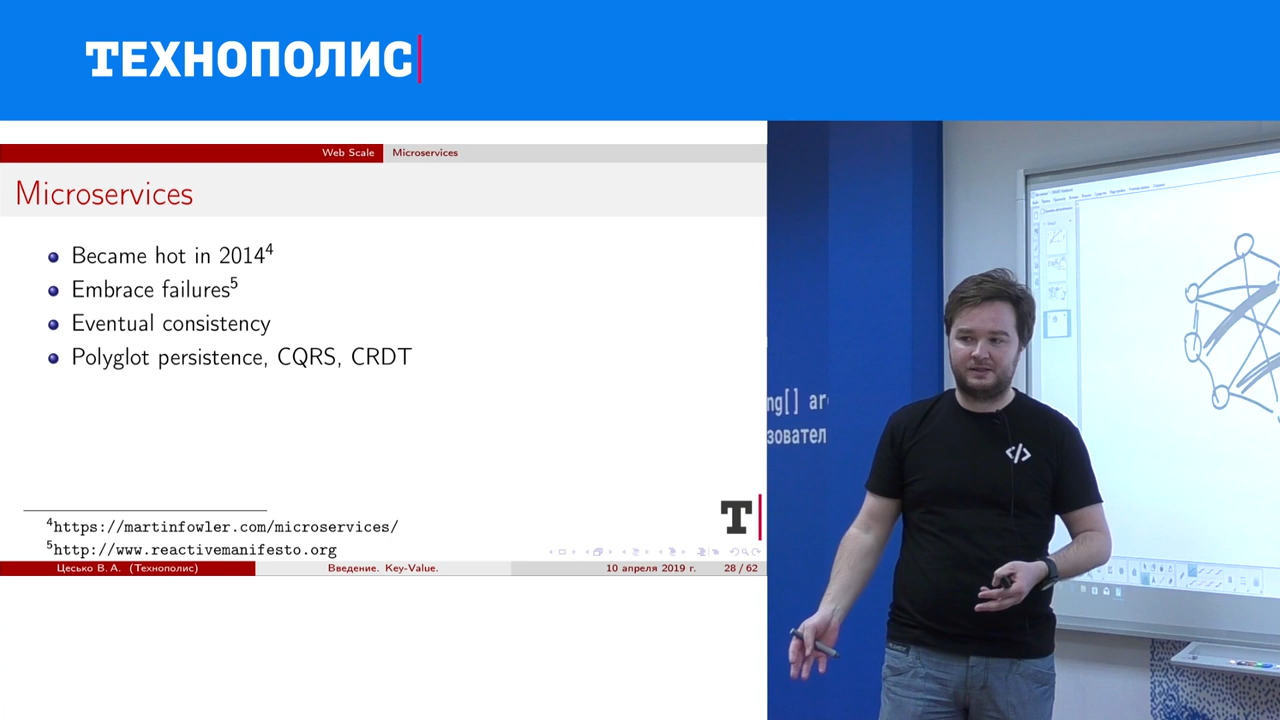 ТЕХНОПОЛИС
Web Scale Microservices
Microservices
Became hot in 2014⁴
Embrace failures⁵
Eventual consistency
Polyglot persistence, CQRS, CRDT
⁴https://martinfowler.com/microservices/
⁵http://www.reactivemanifesto.org
T
Цесько В. А. (Технополис) Введение. Key-Value. 10 апреля 2019 г. 28 / 62
ng[] ar
зовател
</>